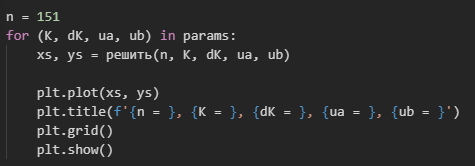 n = 151
for (K, dK, ua, ub) in params:
    xs, ys = решить(n, K, dK, ua, ub)

    plt.plot(xs, ys)
    plt.title(f'{n = }, {K = }, {dK = }, {ua = }, {ub = }')
    plt.grid()
    plt.show()